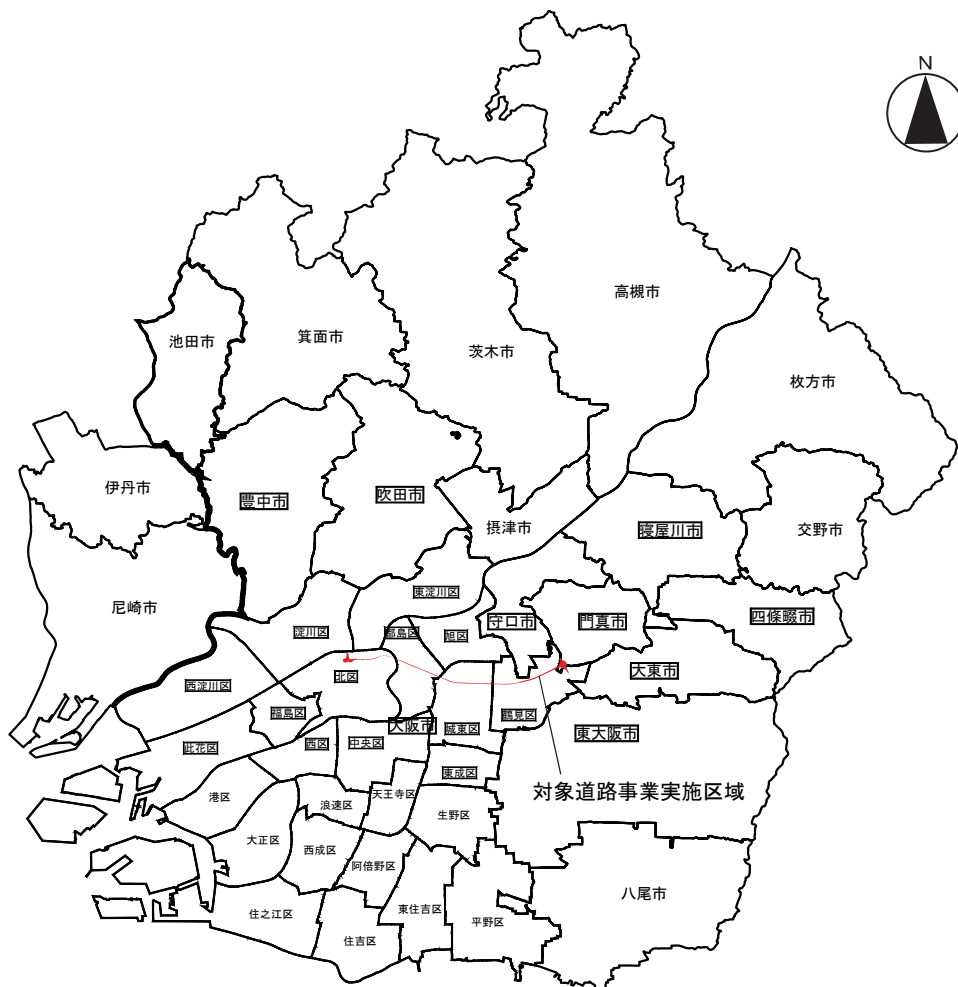 N
高槻市
池田市
箕面市
茨木市
枚方市
伊丹市
豊中市
吹田市
摂津市
寝屋川市
交野市
尼崎市
東淀川区
淀川区
都島区
旭区
守口市
門真市
四條畷市
西淀川区
北区
大東市
福島区
大阪市
城東区
鶴見区
東大阪市
此花区
西区
中央区
東成区
港区
浪速区
天王寺区
生野区
対象道路事業実施区域
大正区
西成区
阿倍野区
八尾市
住之江区
東住吉区
平野区
住吉区